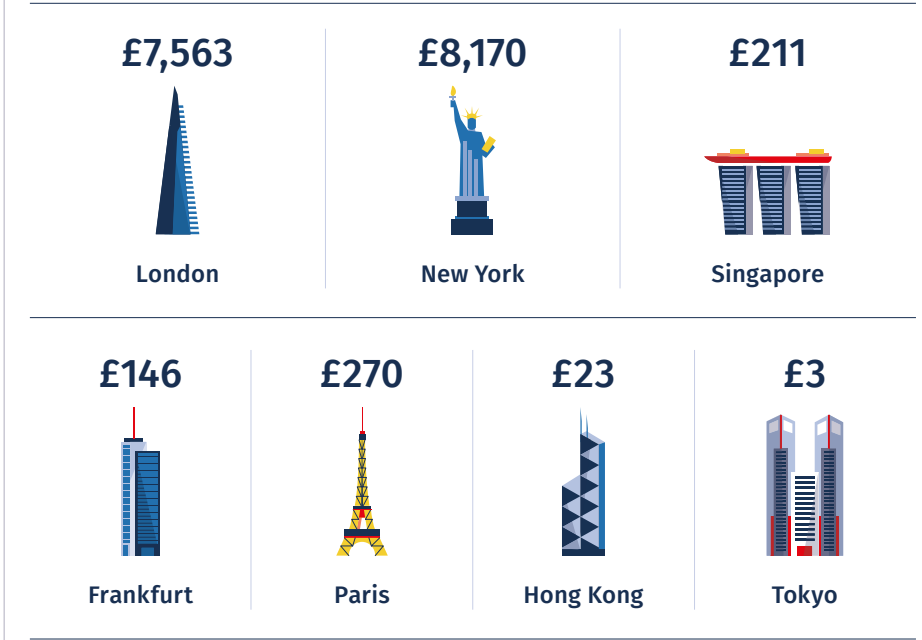 £7,563
£8,170
£211
London
New York
Singapore
£146
£270
£23
£3
Frankfurt
Paris
Hong Kong
Tokyo